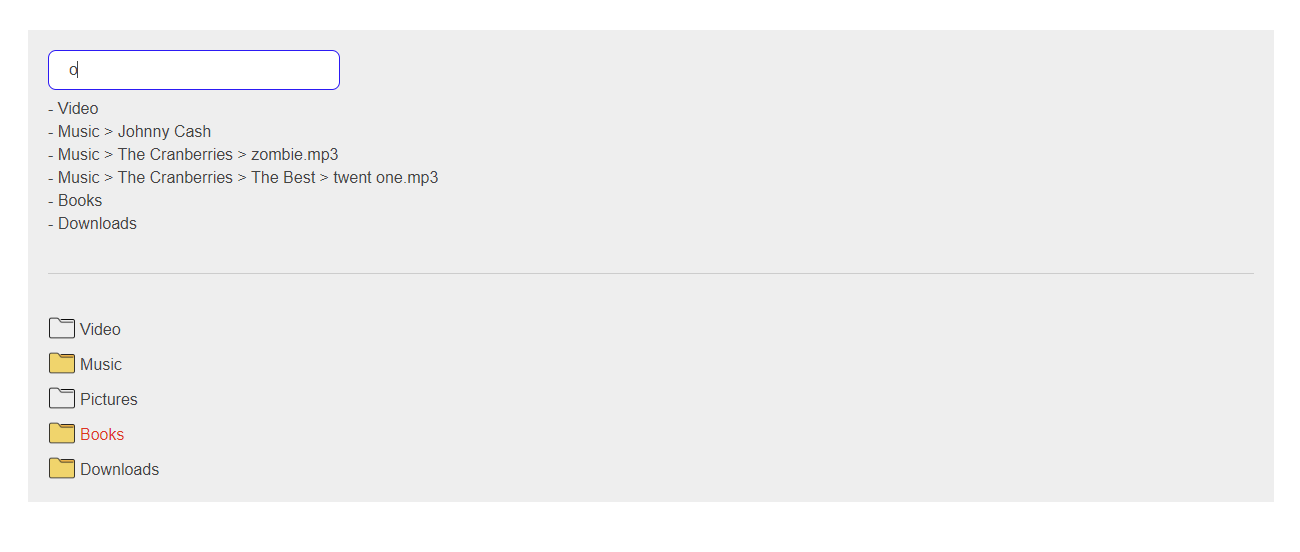 o
- Video
- Music > Johnny Cash
- Music > The Cranberries > zombie.mp3
- Music > The Cranberries > The Best > twent one.mp3
- Books
- Downloads
Video
Music
Pictures
Books
Downloads